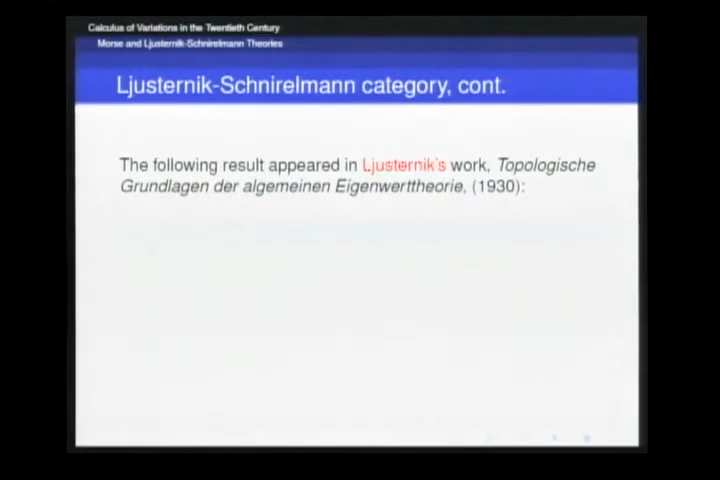 Calculus of Variations in the Twentieth Century
Morse and Ljusternik-Schnirelmann Theories
Ljusternik-Schnirelmann category, cont.
The following result appeared in Ljusternik's work, Topologische
Grundlagen der algemeinen Eigenwerttheorie, (1930):